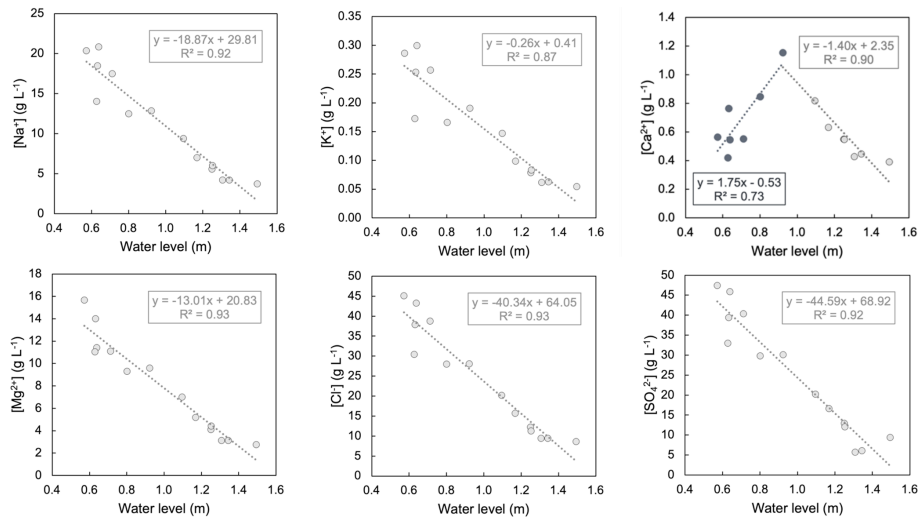 25
20
15
10
5
0
[Na⁺] (g L⁻¹)
y = -18.87x + 29.81
R² = 0.92
0.4 0.6 0.8 1.0 1.2 1.4 1.6
Water level (m)
0.35
0.30
0.25
0.20
0.15
0.10
0.05
0.00
[K⁺] (g L⁻¹)
y = -0.26x + 0.41
R² = 0.87
0.4 0.6 0.8 1.0 1.2 1.4 1.6
Water level (m)
1.4
1.2
1.0
0.8
0.6
0.4
0.2
0.0
[Ca²⁺] (g L⁻¹)
y = -1.40x + 2.35
R² = 0.90
y = 1.75x - 0.53
R² = 0.73
0.4 0.6 0.8 1.0 1.2 1.4 1.6
Water level (m)
18
16
14
12
10
8
6
4
2
0
[Mg²⁺] (g L⁻¹)
y = -13.01x + 20.83
R² = 0.93
0.4 0.6 0.8 1.0 1.2 1.4 1.6
Water level (m)
50
45
40
35
30
25
20
15
10
5
0
[Cl⁻] (g L⁻¹)
y = -40.34x + 64.05
R² = 0.93
0.4 0.6 0.8 1.0 1.2 1.4 1.6
Water level (m)
50
45
40
35
30
25
20
15
10
5
0
[SO₄²⁻] (g L⁻¹)
y = -44.59x + 68.92
R² = 0.92
0.4 0.6 0.8 1.0 1.2 1.4 1.6
Water level (m)